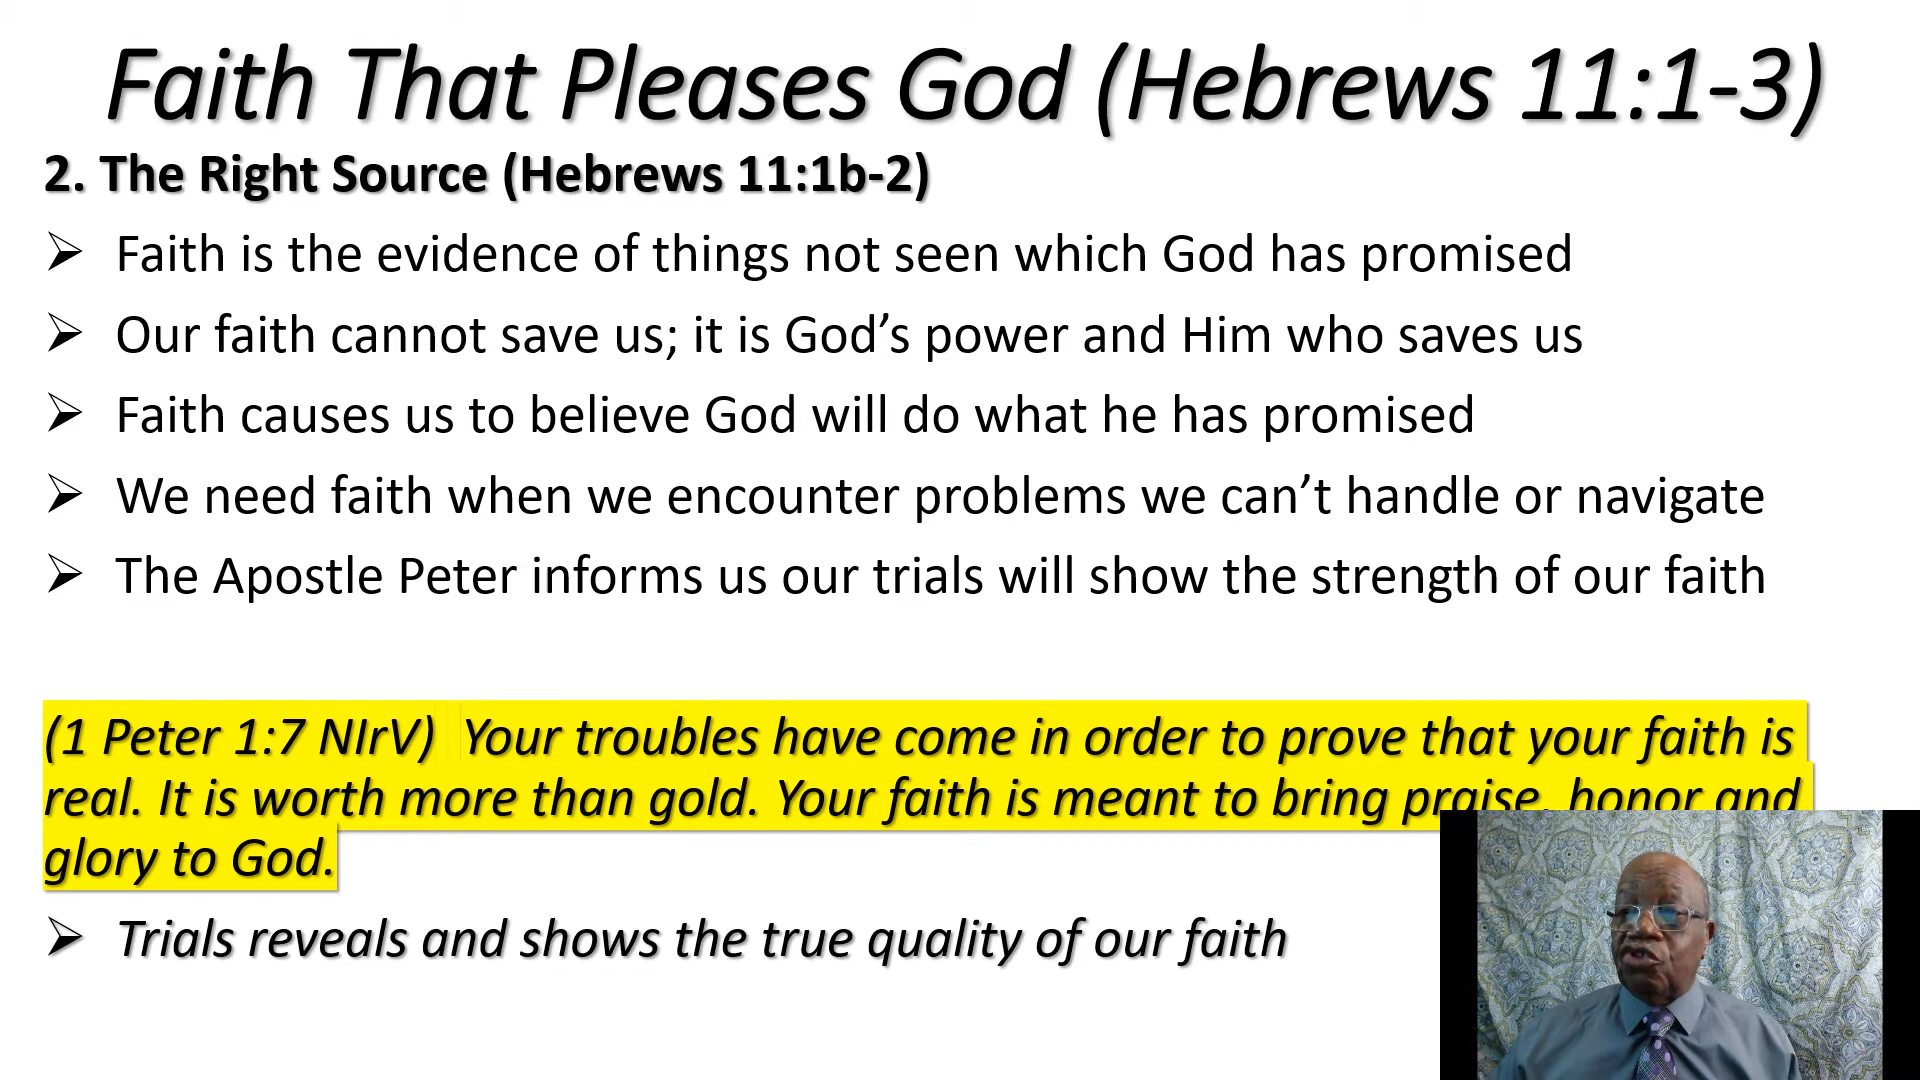 Faith That Pleases God (Hebrews 11:1-3)
2. The Right Source (Hebrews 11:1b-2)
➢ Faith is the evidence of things not seen which God has promised
➢ Our faith cannot save us; it is God’s power and Him who saves us
➢ Faith causes us to believe God will do what he has promised
➢ We need faith when we encounter problems we can’t handle or navigate
➢ The Apostle Peter informs us our trials will show the strength of our faith
(1 Peter 1:7 NIrV) Your troubles have come in order to prove that your faith is
real. It is worth more than gold. Your faith is meant to bring praise, honor and
glory to God.
➢ Trials reveals and shows the true quality of our faith